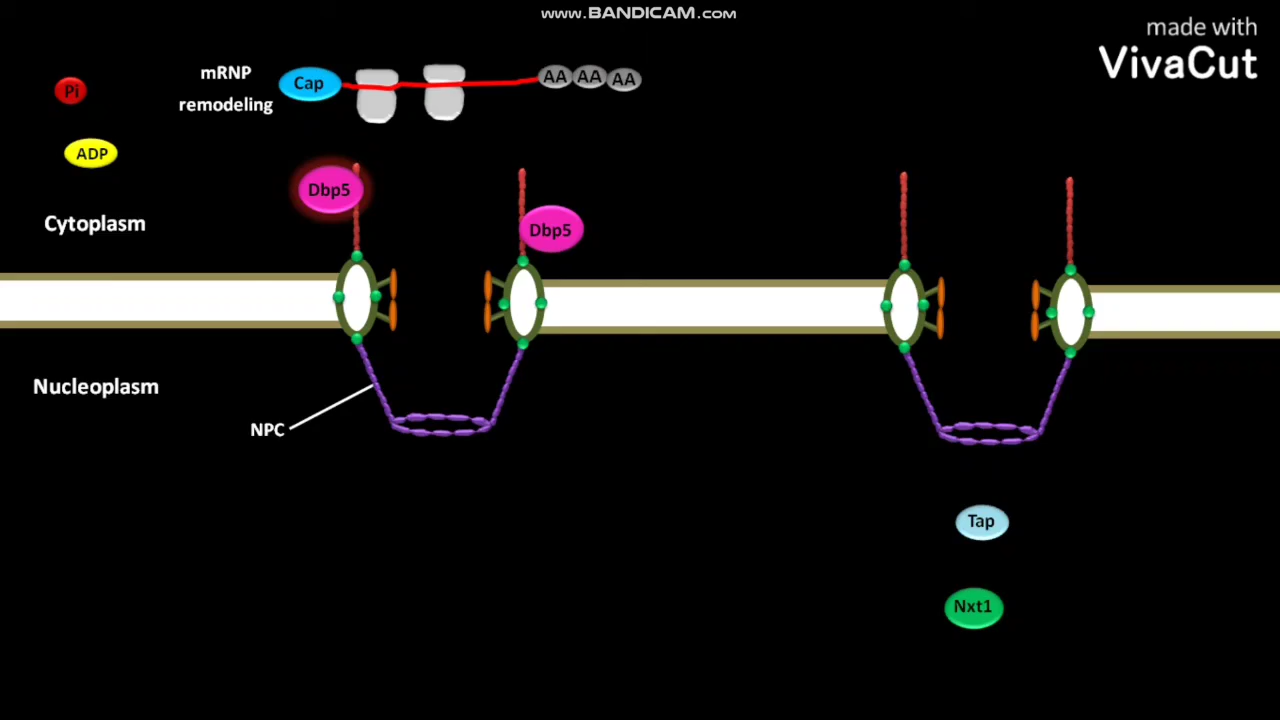 www.BANDICAM.com
made with
VivaCut
mRNP
remodeling
Cap
AA AA AA
Pi
ADP
Dbp5
Dbp5
Cytoplasm
Nucleoplasm
NPC
Tap
Nxt1